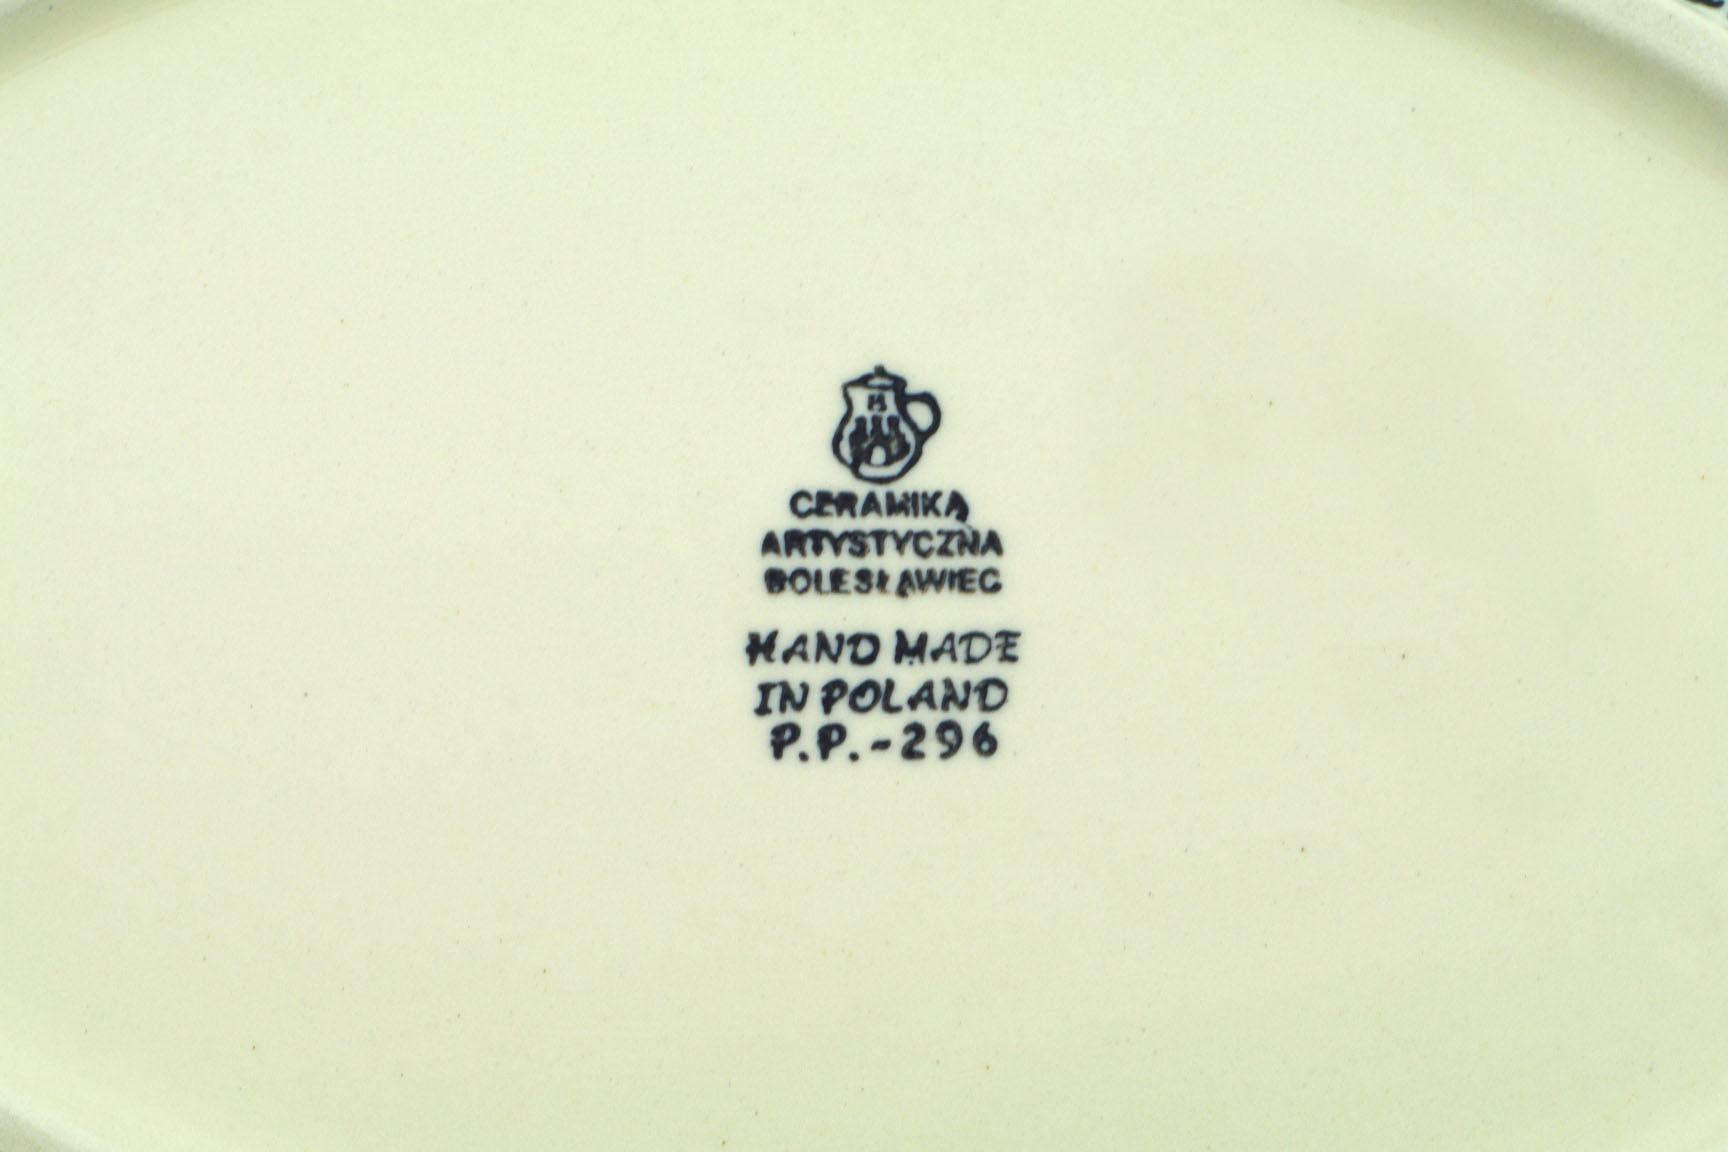 B
CERAMIKA
ARTYSTYCZNA
BOLESŁAWIEC
HAND MADE
IN POLAND
P.P.-296